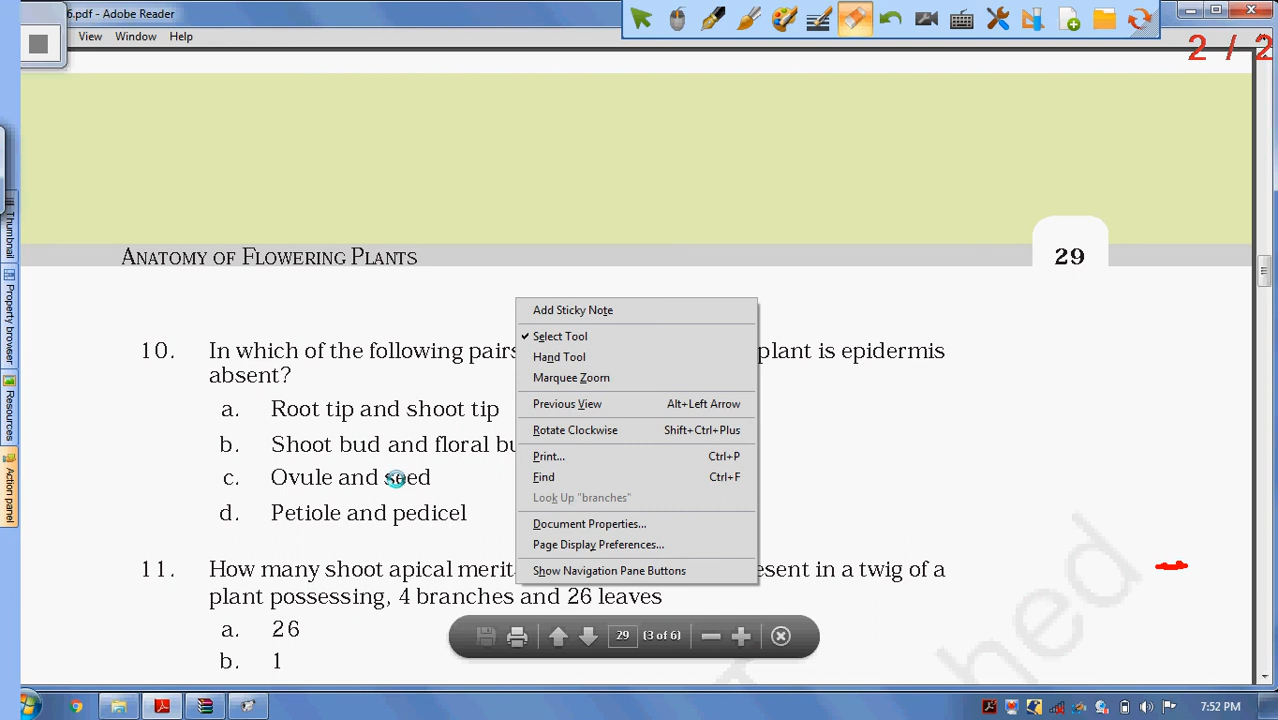 6.pdf - Adobe Reader
View Window Help
2 / 2
Thumbnail
Property browser
Resources
Action panel
ANATOMY OF FLOWERING PLANTS
29
10. In which of the following pairs plant is epidermis
absent?
a. Root tip and shoot tip
b. Shoot bud and floral bu
c. Ovule and seed
d. Petiole and pedicel
11. How many shoot apical merit esent in a twig of a
plant possessing, 4 branches and 26 leaves
a. 26
b. 1
Add Sticky Note
Select Tool
Hand Tool
Marquee Zoom
Previous View Alt+Left Arrow
Rotate Clockwise Shift+Ctrl+Plus
Print... Ctrl+P
Find Ctrl+F
Look Up "branches"
Document Properties...
Page Display Preferences...
Show Navigation Pane Buttons
29 (3 of 6)
hed
7:52 PM